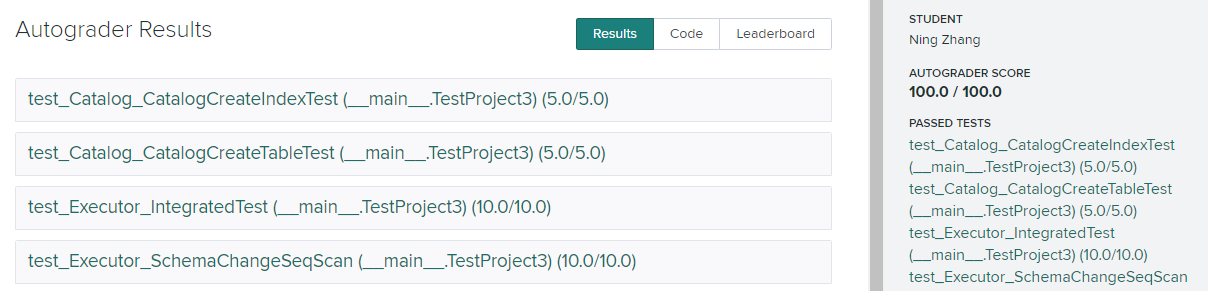 Autograder Results
Results
Code
Leaderboard
test_Catalog_CatalogCreateIndexTest (__main__.TestProject3) (5.0/5.0)
test_Catalog_CatalogCreateTableTest (__main__.TestProject3) (5.0/5.0)
test_Executor_IntegratedTest (__main__.TestProject3) (10.0/10.0)
test_Executor_SchemaChangeSeqScan (__main__.TestProject3) (10.0/10.0)
STUDENT
Ning Zhang
AUTOGRADER SCORE
100.0 / 100.0
PASSED TESTS
test_Catalog_CatalogCreateIndexTest
(__main__.TestProject3) (5.0/5.0)
test_Catalog_CatalogCreateTableTest
(__main__.TestProject3) (5.0/5.0)
test_Executor_IntegratedTest
(__main__.TestProject3) (10.0/10.0)
test_Executor_SchemaChangeSeqScan